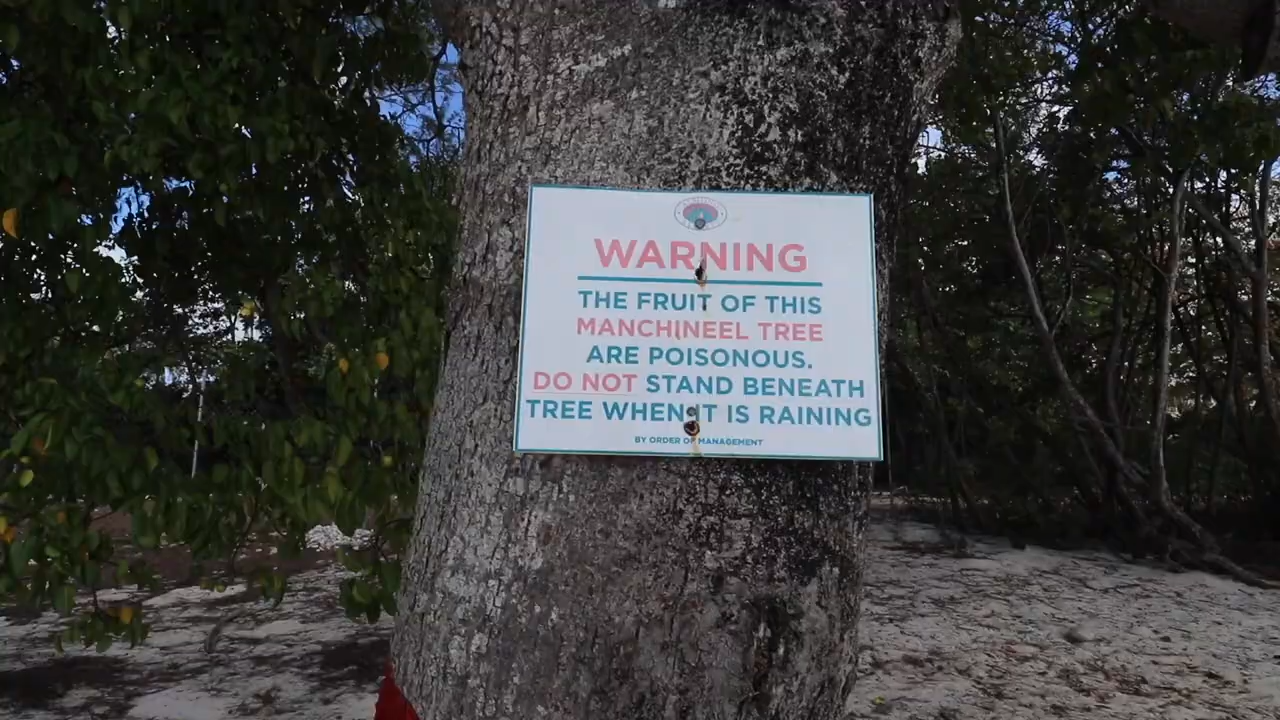 WARNING
THE FRUIT OF THIS
MANCHINEEL TREE
ARE POISONOUS.
DO NOT STAND BENEATH
TREE WHEN IT IS RAINING
BY ORDER OF MANAGEMENT